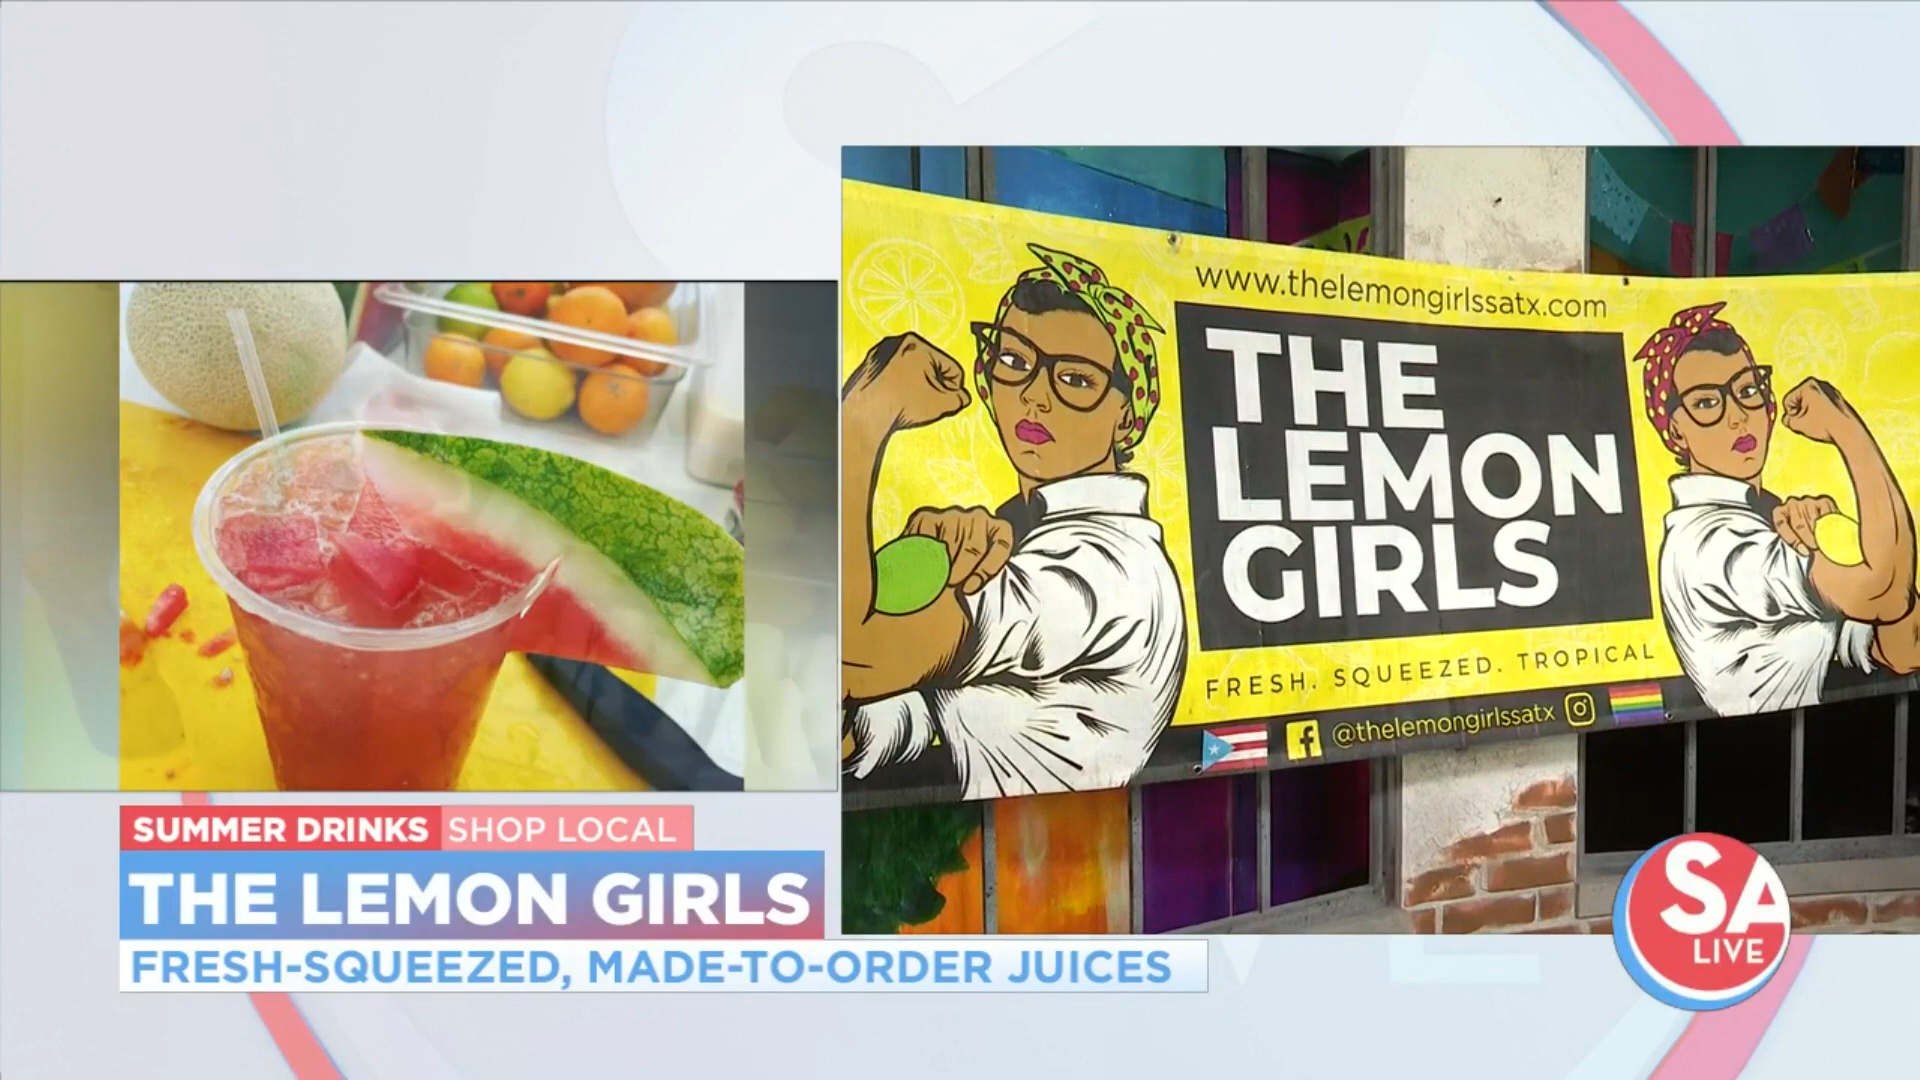 www.thelemongirlssatx.com
THE
LEMON
GIRLS
FRESH. SQUEEZED. TROPICAL
@thelemongirlssatx
SUMMER DRINKS SHOP LOCAL
THE LEMON GIRLS
FRESH-SQUEEZED, MADE-TO-ORDER JUICES
SA
LIVE